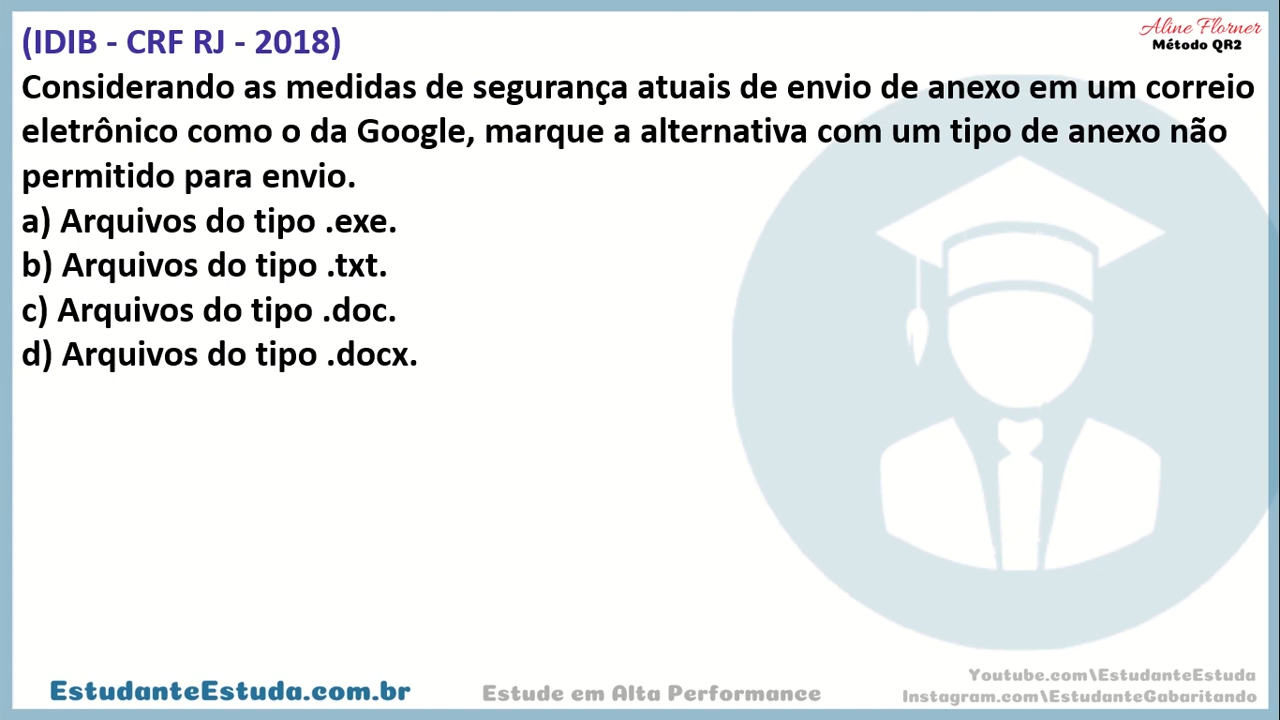 (IDIB - CRF RJ - 2018)
Aline Florner
Método QR2
Considerando as medidas de segurança atuais de envio de anexo em um correio
eletrônico como o da Google, marque a alternativa com um tipo de anexo não
permitido para envio.
a) Arquivos do tipo .exe.
b) Arquivos do tipo .txt.
c) Arquivos do tipo .doc.
d) Arquivos do tipo .docx.
EstudanteEstuda.com.br
Estude em Alta Performance
Youtube.com\EstudanteEstuda
Instagram.com\EstudanteGabaritando